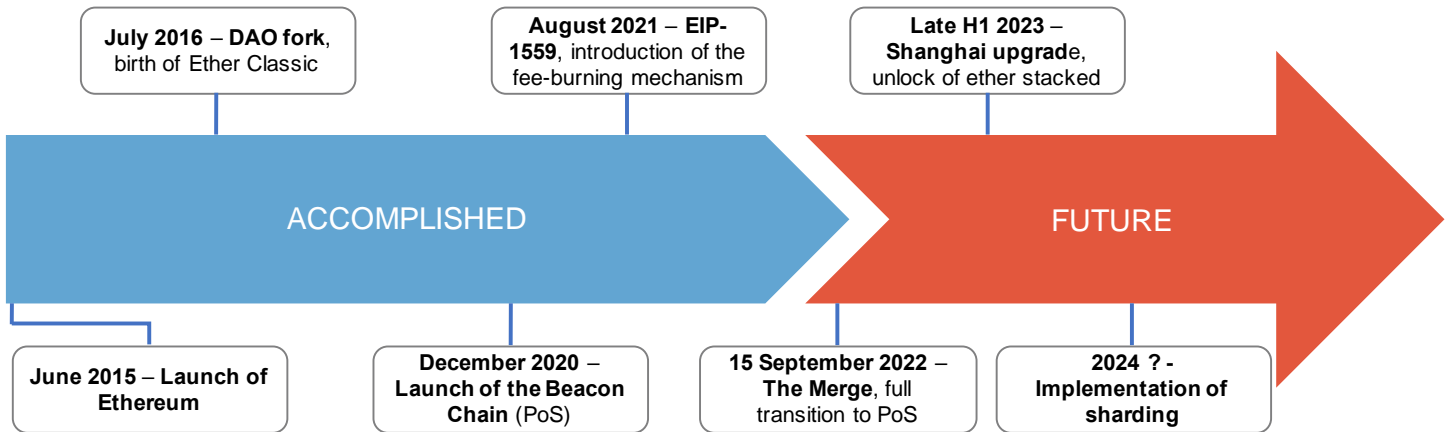 July 2016 – DAO fork,
birth of Ether Classic
August 2021 – EIP-
1559, introduction of the
fee-burning mechanism
Late H1 2023 –
Shanghai upgrade,
unlock of ether stacked
ACCOMPLISHED
FUTURE
June 2015 – Launch of
Ethereum
December 2020 –
Launch of the Beacon
Chain (PoS)
15 September 2022 –
The Merge, full
transition to PoS
2024 ? -
Implementation of
sharding